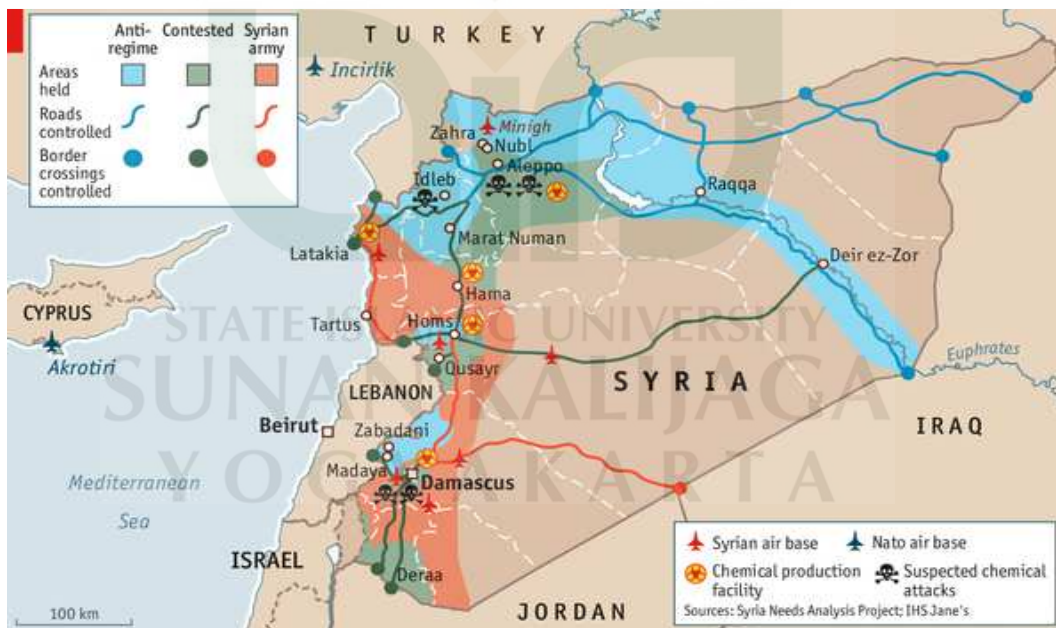 Anti-
regime
Contested
Syrian
army
Areas
held
Roads
controlled
Border
crossings
controlled
TURKEY
Incirlik
Zahra
Minigh
Nubl
Aleppo
Idleb
Raqqa
Marat Numan
Latakia
Deir ez-Zor
Hama
CYPRUS
Tartus
Homs
STATE ISLAMIC UNIVERSITY
Akrotiri
Qusayr
Euphrates
SYRIA
SUNAN KALIJAGA
LEBANON
IRAQ
Beirut
Zabadani
YOGYAKARTA
Madaya
Damascus
Mediterranean
Sea
ISRAEL
Deraa
100 km
JORDAN
Syrian air base
Nato air base
Chemical production
facility
Suspected chemical
attacks
Sources: Syria Needs Analysis Project; IHS Jane's